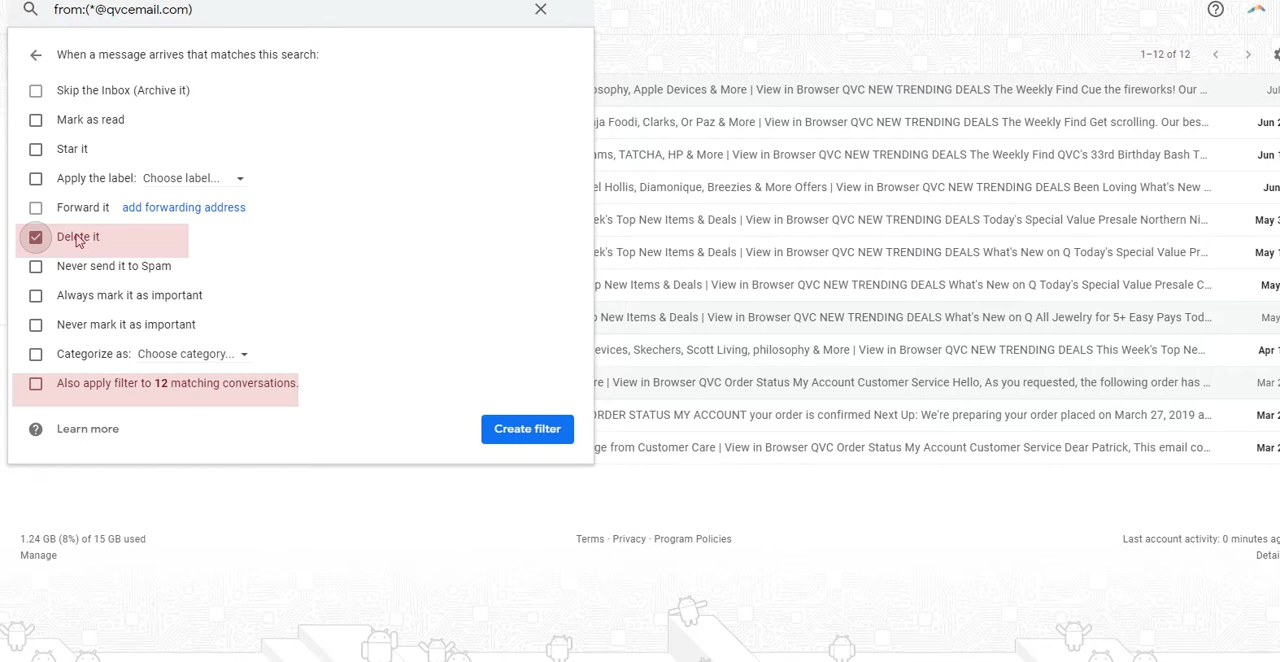 from:(*@qvcemail.com)
When a message arrives that matches this search:
1–12 of 12
Skip the Inbox (Archive it)
Mark as read
Star it
Apply the label: Choose label...
Forward it add forwarding address
Delete it
Never send it to Spam
Always mark it as important
Never mark it as important
Categorize as: Choose category...
Also apply filter to 12 matching conversations.
Learn more
Create filter
Apple Devices & More | View in Browser QVC NEW TRENDING DEALS The Weekly Find Cue the fireworks! Our ...
Foodi, Clarks, Or Paz & More | View in Browser QVC NEW TRENDING DEALS The Weekly Find Get scrolling. Our bes... Jun
TATCHA, HP & More | View in Browser QVC NEW TRENDING DEALS The Weekly Find QVC's 33rd Birthday Bash T... Jun
Hollis, Diamonique, Breezies & More Offers | View in Browser QVC NEW TRENDING DEALS Been Loving What's New ... Jun
Top New Items & Deals | View in Browser QVC NEW TRENDING DEALS Today's Special Value Presale Northern Ni... May
Top New Items & Deals | View in Browser QVC NEW TRENDING DEALS What's New on Q Today's Special Value Pr... May
New Items & Deals | View in Browser QVC NEW TRENDING DEALS What's New on Q Today's Special Value Presale C... May
New Items & Deals | View in Browser QVC NEW TRENDING DEALS What's New on Q All Jewelry for 5+ Easy Pays Tod... May
Skechers, Scott Living, philosophy & More | View in Browser QVC NEW TRENDING DEALS This Week's Top Ne... Apr
| View in Browser QVC Order Status My Account Customer Service Hello, As you requested, the following order has ... Mar
ORDER STATUS MY ACCOUNT your order is confirmed Next Up: We're preparing your order placed on March 27, 2019 a... Mar
from Customer Care | View in Browser QVC Order Status My Account Customer Service Dear Patrick, This email co... Mar
1.24 GB (8%) of 15 GB used
Manage
Terms · Privacy · Program Policies
Last account activity: 0 minutes